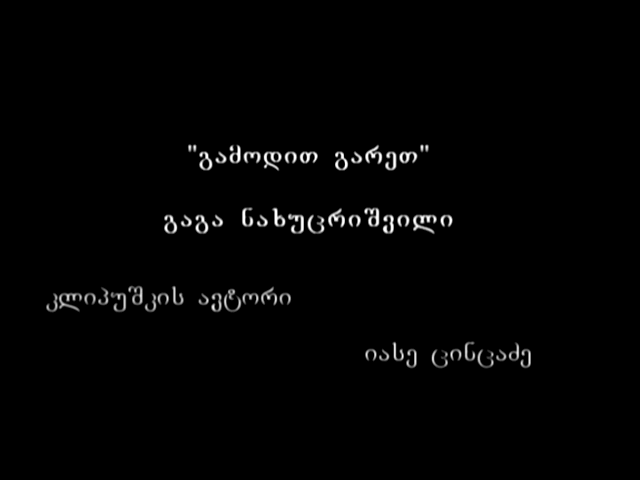 "გამოდით გარეთ"
გაგა ნახუცრიშვილი
კლიპუშკის ავტორი
იასე ცინცაძე